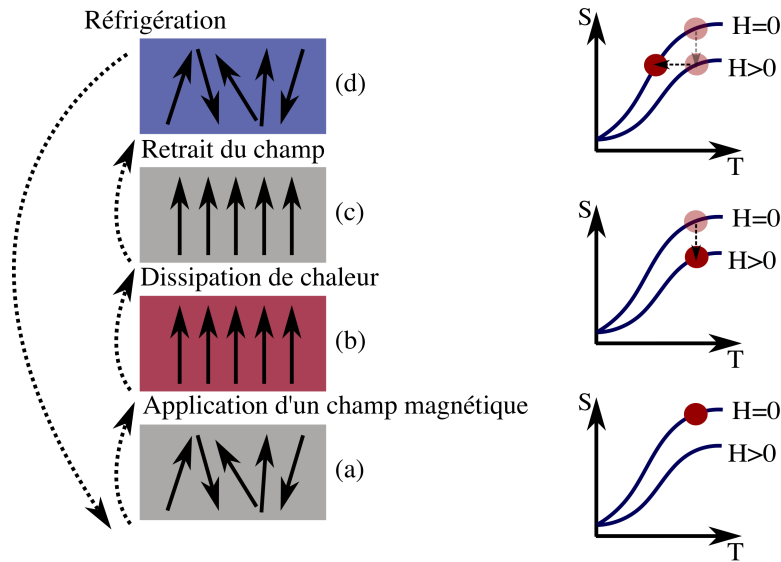 Réfrigération
(d)
Retrait du champ
(c)
Dissipation de chaleur
(b)
Application d'un champ magnétique
(a)
S
H=0
H>0
T
S
H=0
H>0
T
S
H=0
H>0
T